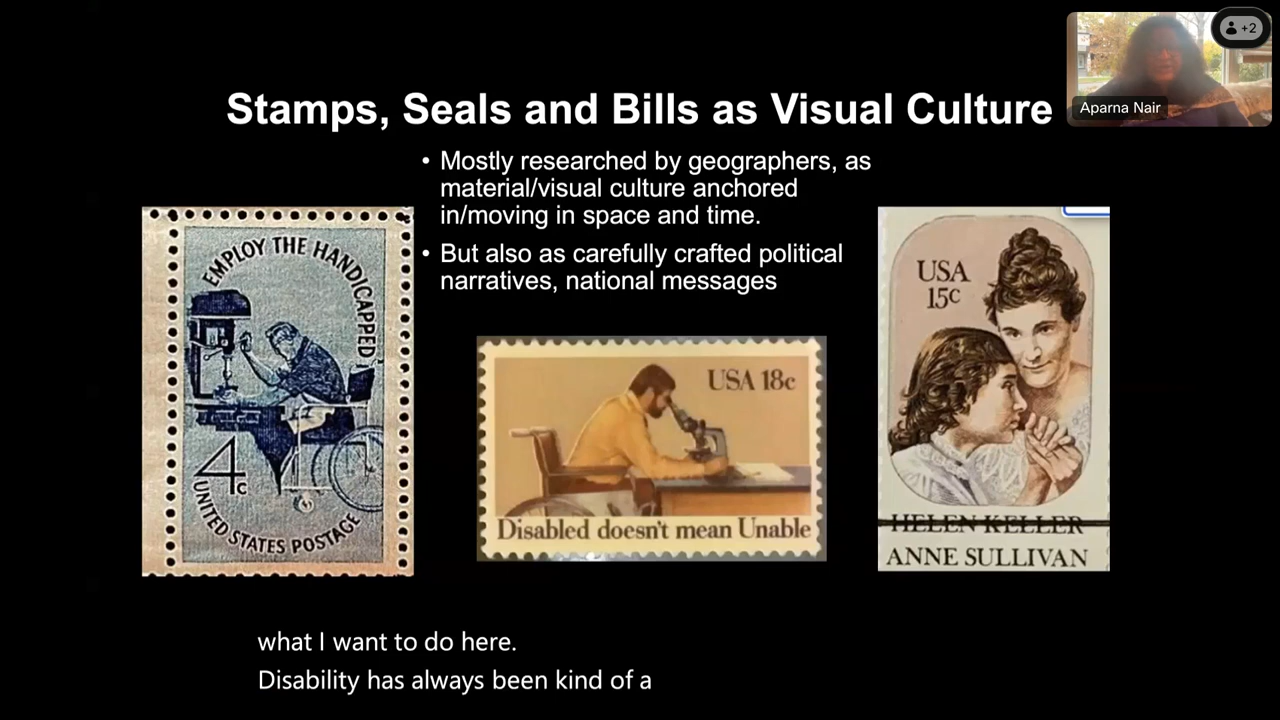 +2
Aparna Nair
Stamps, Seals and Bills as Visual Culture
• Mostly researched by geographers, as
material/visual culture anchored
in/moving in space and time.
• But also as carefully crafted political
narratives, national messages
EMPLOY THE HANDICAPPED
4c
UNITED STATES POSTAGE
USA 18c
Disabled doesn't mean Unable
USA
15c
HELEN KELLER
ANNE SULLIVAN
what I want to do here.
Disability has always been kind of a